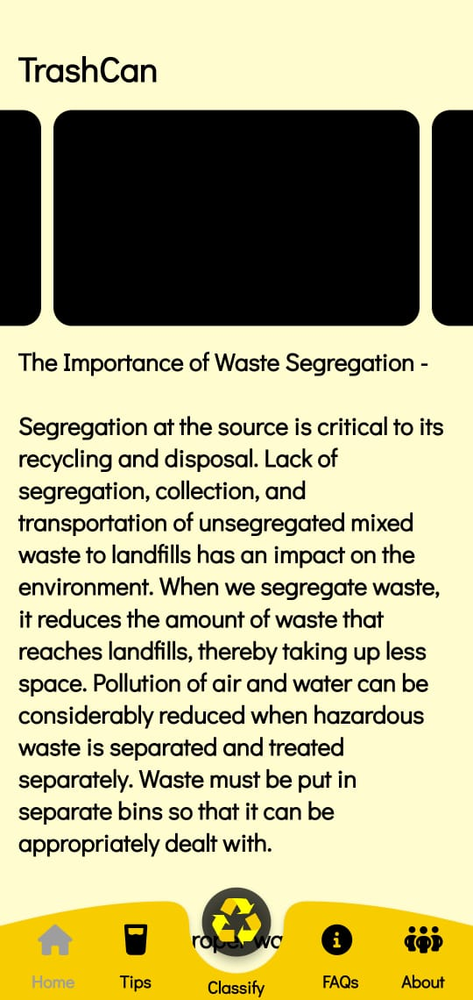 TrashCan
The Importance of Waste Segregation -
Segregation at the source is critical to its
recycling and disposal. Lack of
segregation, collection, and
transportation of unsegregated mixed
waste to landfills has an impact on the
environment. When we segregate waste,
it reduces the amount of waste that
reaches landfills, thereby taking up less
space. Pollution of air and water can be
considerably reduced when hazardous
waste is separated and treated
separately. Waste must be put in
separate bins so that it can be
appropriately dealt with.
Home Tips Classify FAQs About